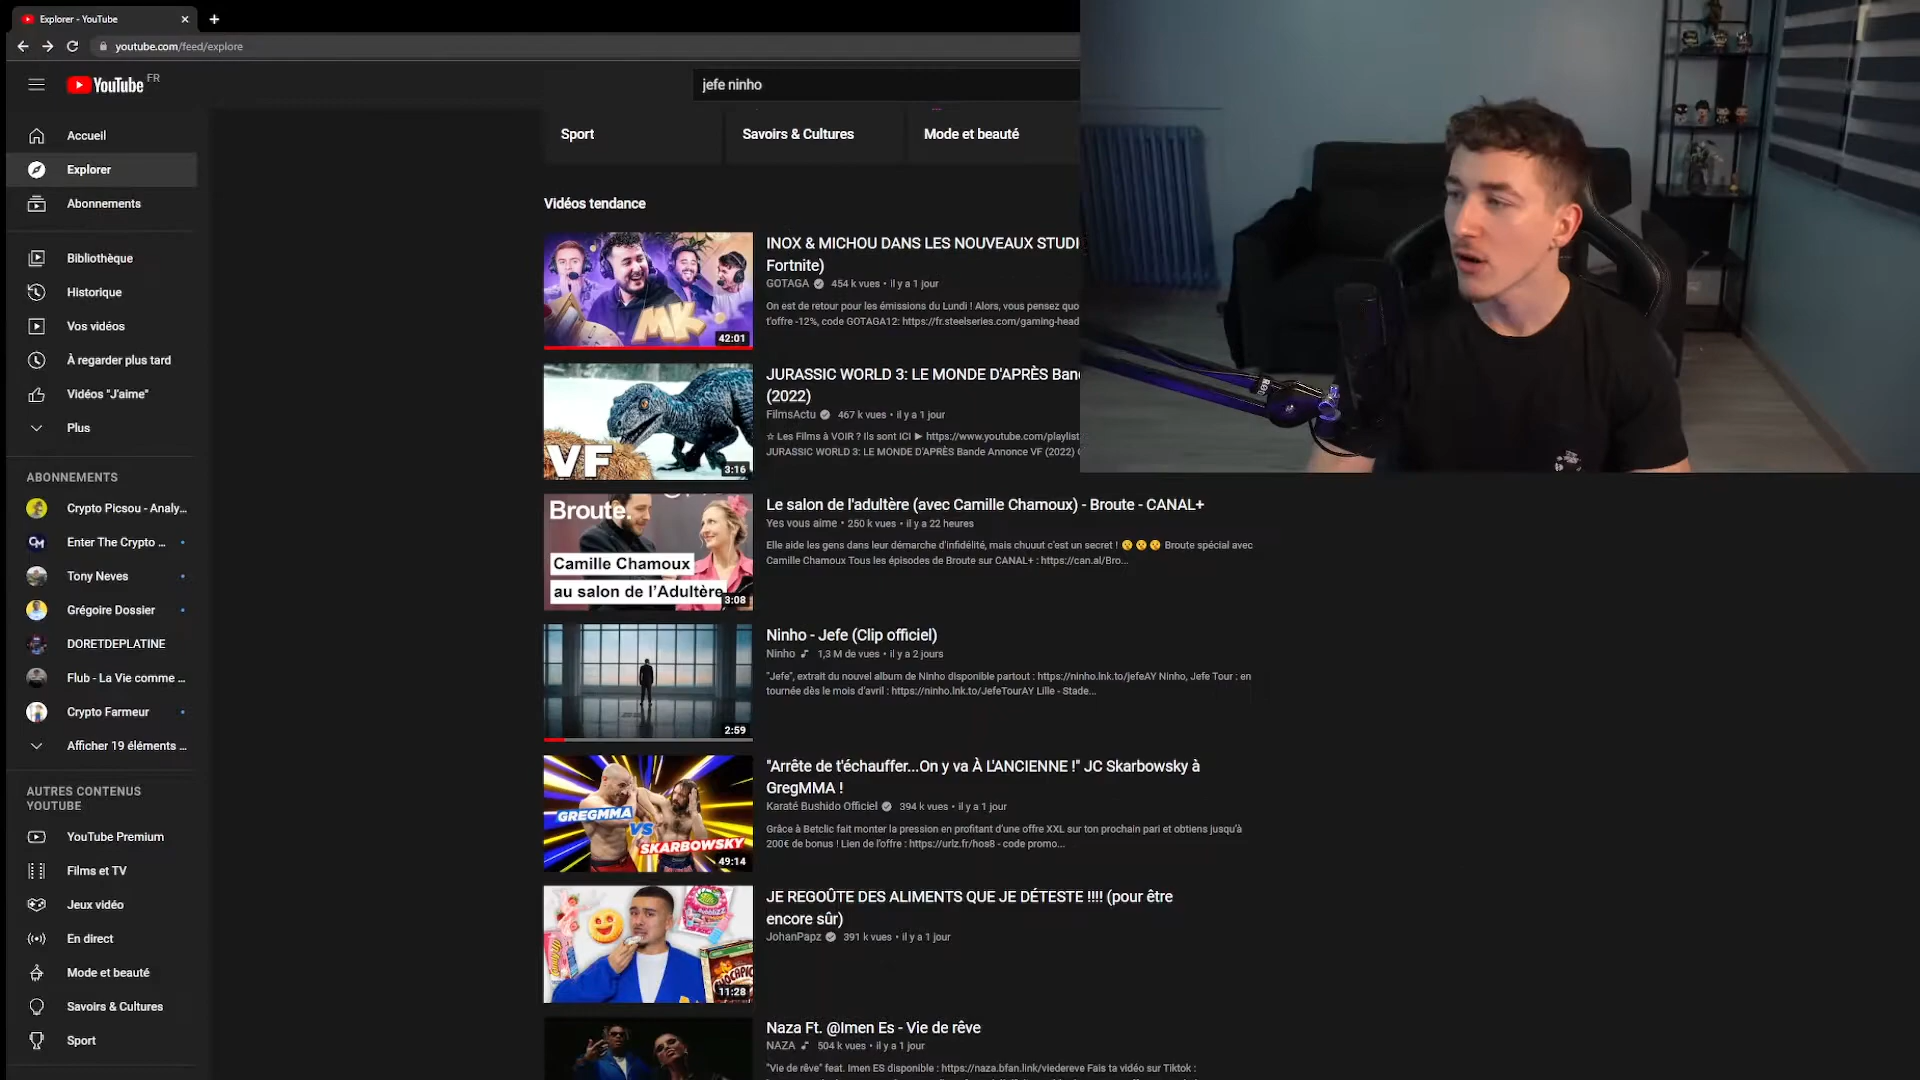 Explorer - YouTube
youtube.com/feed/explore
YouTube FR
jefe ninho
Accueil
Explorer
Abonnements
Bibliothèque
Historique
Vos vidéos
À regarder plus tard
Vidéos "J'aime"
Plus
ABONNEMENTS
Crypto Picsou - Analy...
Enter The Crypto ...
Tony Neves
Grégoire Dossier
DORETDEPLATINE
Flub - La Vie comme ...
Crypto Farmeur
Afficher 19 éléments ...
AUTRES CONTENUS
YOUTUBE
YouTube Premium
Films et TV
Jeux vidéo
En direct
Mode et beauté
Savoirs & Cultures
Sport
Sport
Savoirs & Cultures
Mode et beauté
Vidéos tendance
MK
42:01
INOX & MICHOU DANS LES NOUVEAUX STUDI
Fortnite)
GOTAGA 454 k vues • il y a 1 jour
On est de retour pour les émissions du Lundi ! Alors, vous pensez quo
t'offre -12%, code GOTAGA12: https://fr.steelseries.com/gaming-head
VF
3:16
JURASSIC WORLD 3: LE MONDE D'APRÈS Ban
(2022)
FilmsActu 467 k vues • il y a 1 jour
☆ Les Films à VOIR ? Ils sont ICI ► https://www.youtube.com/playlist
JURASSIC WORLD 3: LE MONDE D'APRÈS Bande Annonce VF (2022)
Broute.
Camille Chamoux
au salon de l'Adultère
3:08
Le salon de l'adultère (avec Camille Chamoux) - Broute - CANAL+
Yes vous aime • 250 k vues • il y a 22 heures
Elle aide les gens dans leur démarche d'infidélité, mais chuuut c'est un secret ! 😯 😯 😯 Broute spécial avec
Camille Chamoux Tous les épisodes de Broute sur CANAL+ : https://can.al/Bro...
2:59
Ninho - Jefe (Clip officiel)
Ninho 1,3 M de vues • il y a 2 jours
"Jefe", extrait du nouvel album de Ninho disponible partout : https://ninho.lnk.to/jefeAY Ninho, Jefe Tour : en
tournée dès le mois d'avril : https://ninho.lnk.to/JefeTourAY Lille - Stade...
GREGMMA
VS
SKARBOWSKY
49:14
"Arrête de t'échauffer...On y va À L'ANCIENNE !" JC Skarbowsky à
GregMMA !
Karaté Bushido Officiel 394 k vues • il y a 1 jour
Grâce à Betclic fait monter la pression en profitant d'une offre XXL sur ton prochain pari et obtiens jusqu'à
200€ de bonus ! Lien de l'offre : https://urlz.fr/hos8 - code promo...
11:28
JE REGOÛTE DES ALIMENTS QUE JE DÉTESTE !!!! (pour être
encore sûr)
JohanPapz 391 k vues • il y a 1 jour
Naza Ft. @Imen Es - Vie de rêve
NAZA 504 k vues • il y a 1 jour
"Vie de rêve" feat. Imen ES disponible : https://naza.bfan.link/viedereve Fais ta vidéo sur Tiktok :